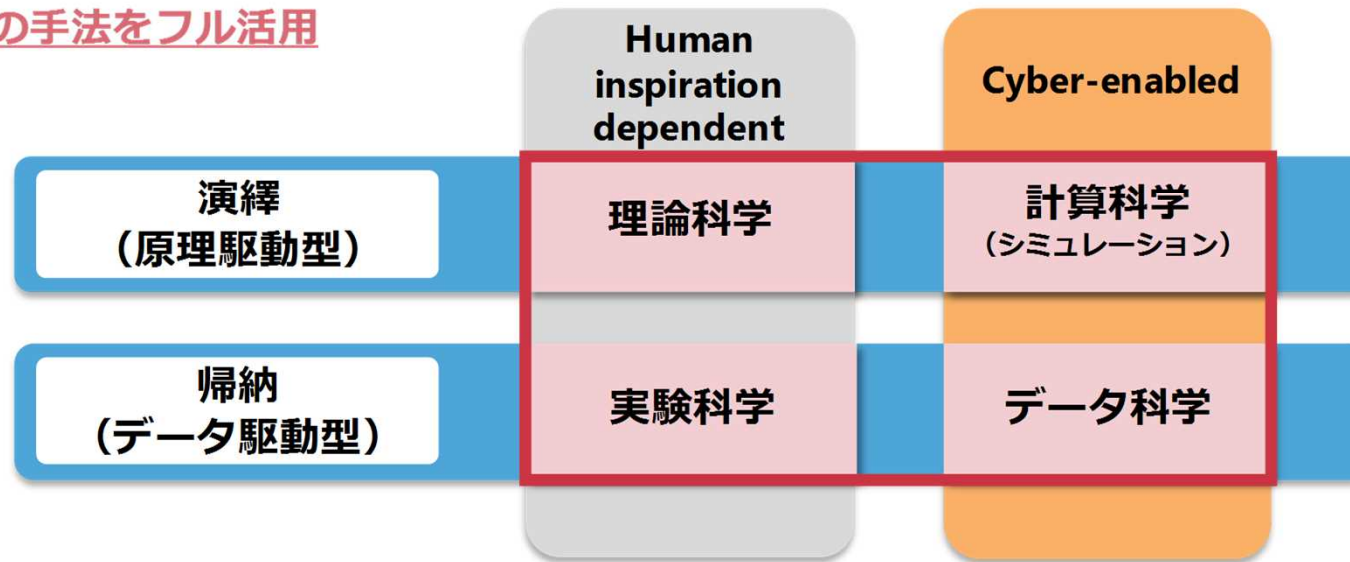 の手法をフル活用
Human
inspiration
dependent
Cyber-enabled
演繹
（原理駆動型）
理論科学
計算科学
（シミュレーション）
帰納
（データ駆動型）
実験科学
データ科学